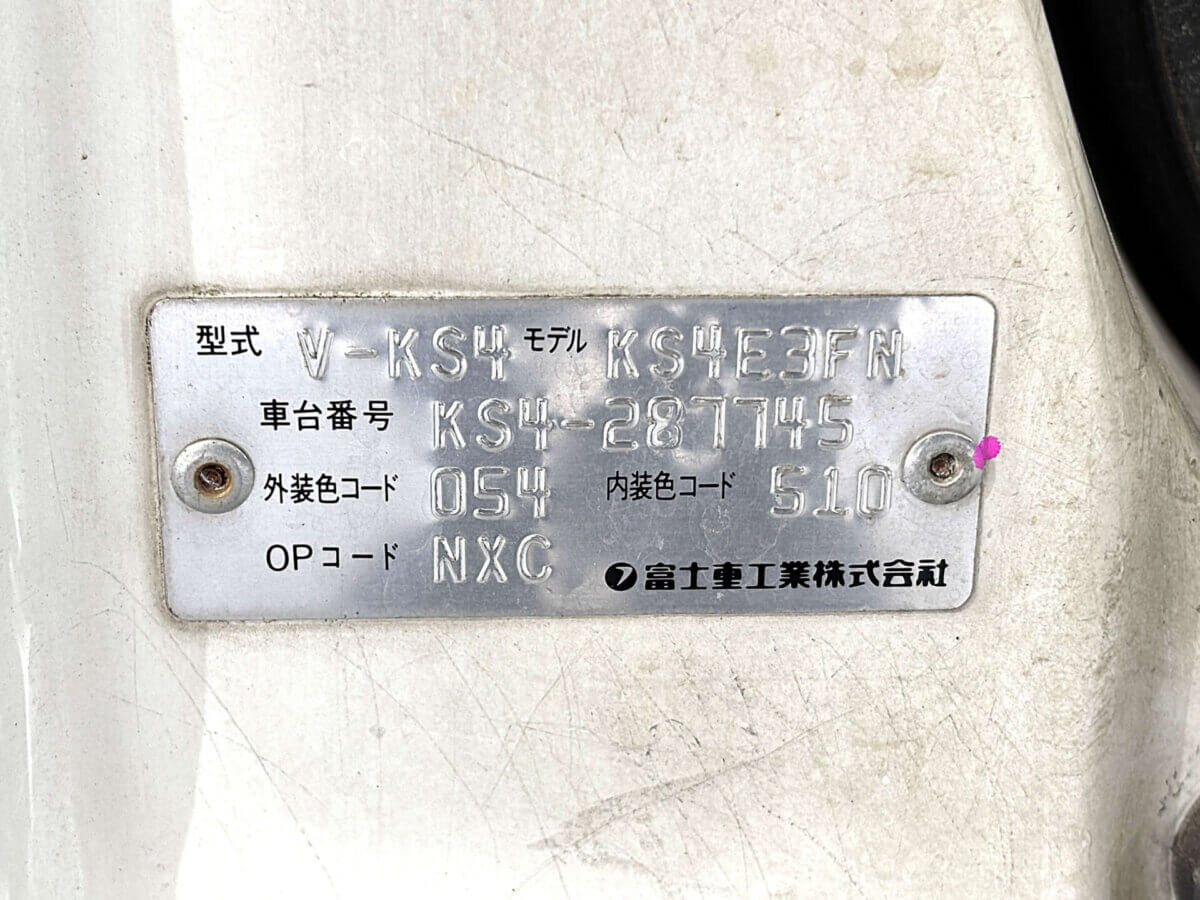 型式 V-KS4 モデル KS4E3FN
車台番号 KS4-287745
外装色コード 054 内装色コード 510
OPコード NXC 富士重工業株式会社